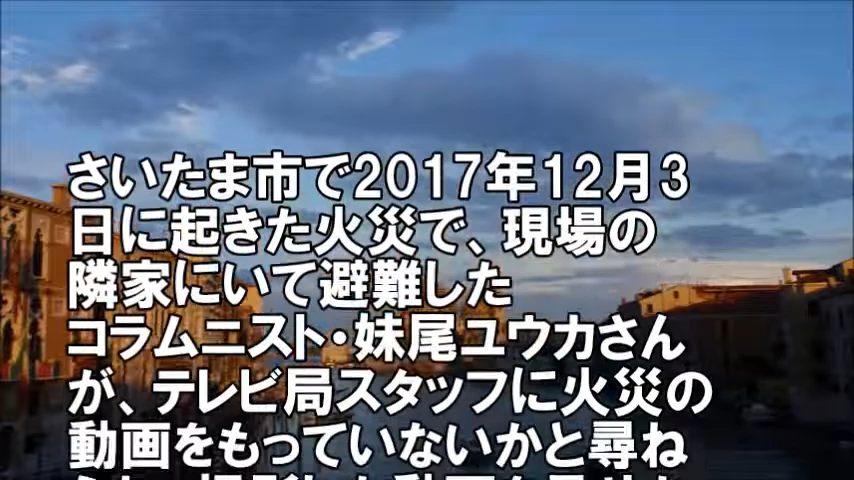 さいたま市で2017年12月3
日に起きた火災で、現場の
隣家にいて避難した
コラムニスト・妹尾ユウカさん
が、テレビ局スタッフに火災の
動画をもっていないかと尋ね